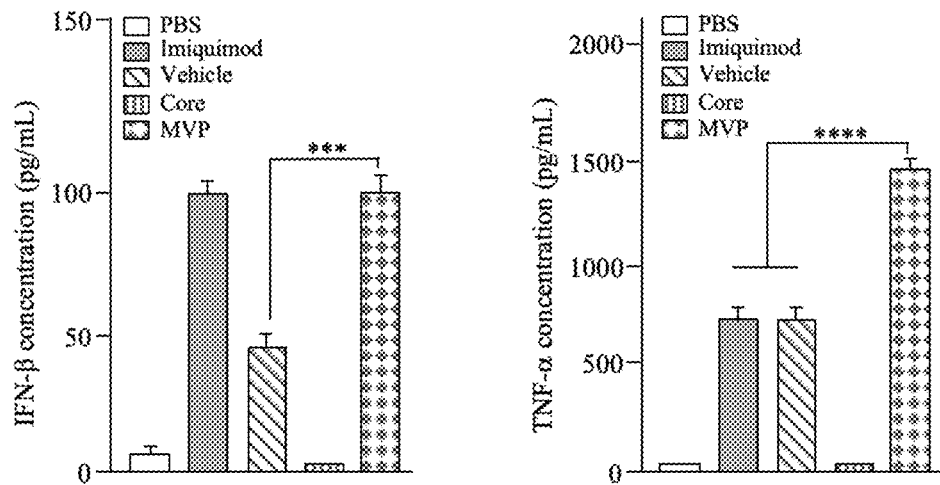 150
100
50
0
IFN-β concentration (pg/mL)
PBS
Imiquimod
Vehicle
Core
MVP
***
2000
1500
1000
500
0
TNF-α concentration (pg/mL)
PBS
Imiquimod
Vehicle
Core
MVP
****